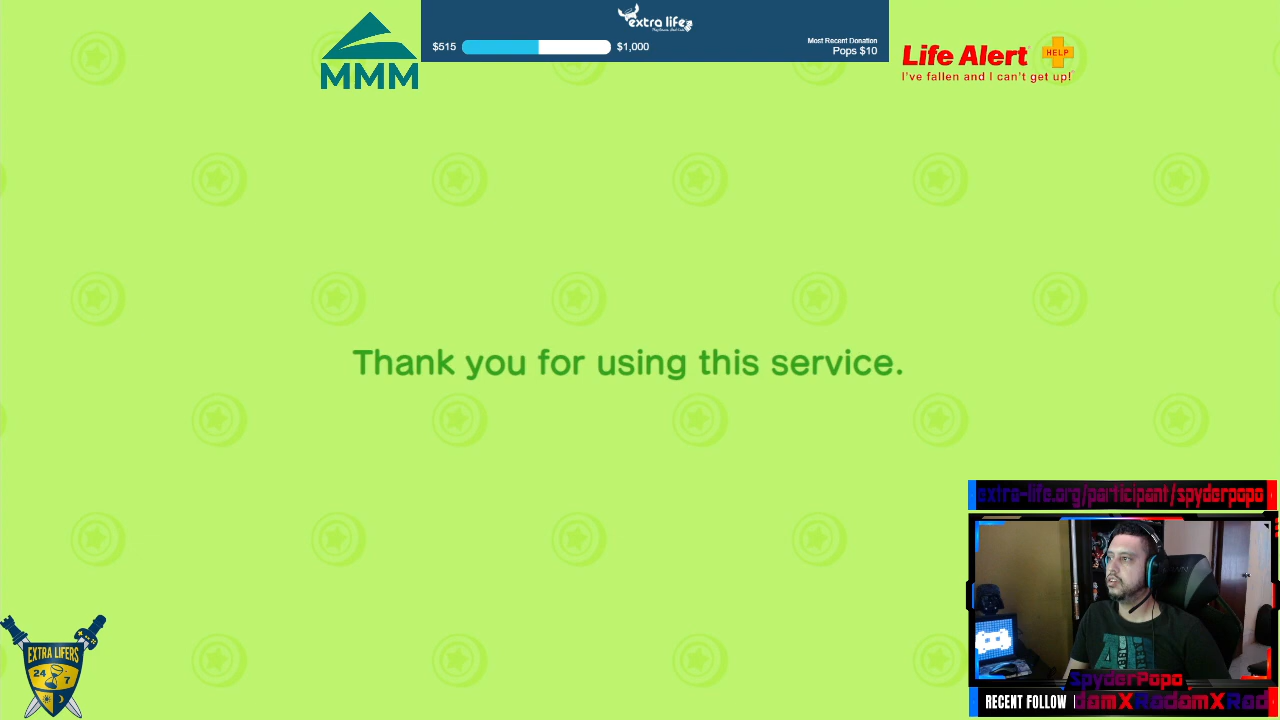 extra life
$515
$1,000
Most Recent Donation
Pops $10
MMM
Life Alert
HELP
I've fallen and I can't get up!
Thank you for using this service.
extra-life.org/participant/spyderpopo
EXTRA LIFERS
24 7
SpyderPopo
RECENT FOLLOW
damXRadamXRad